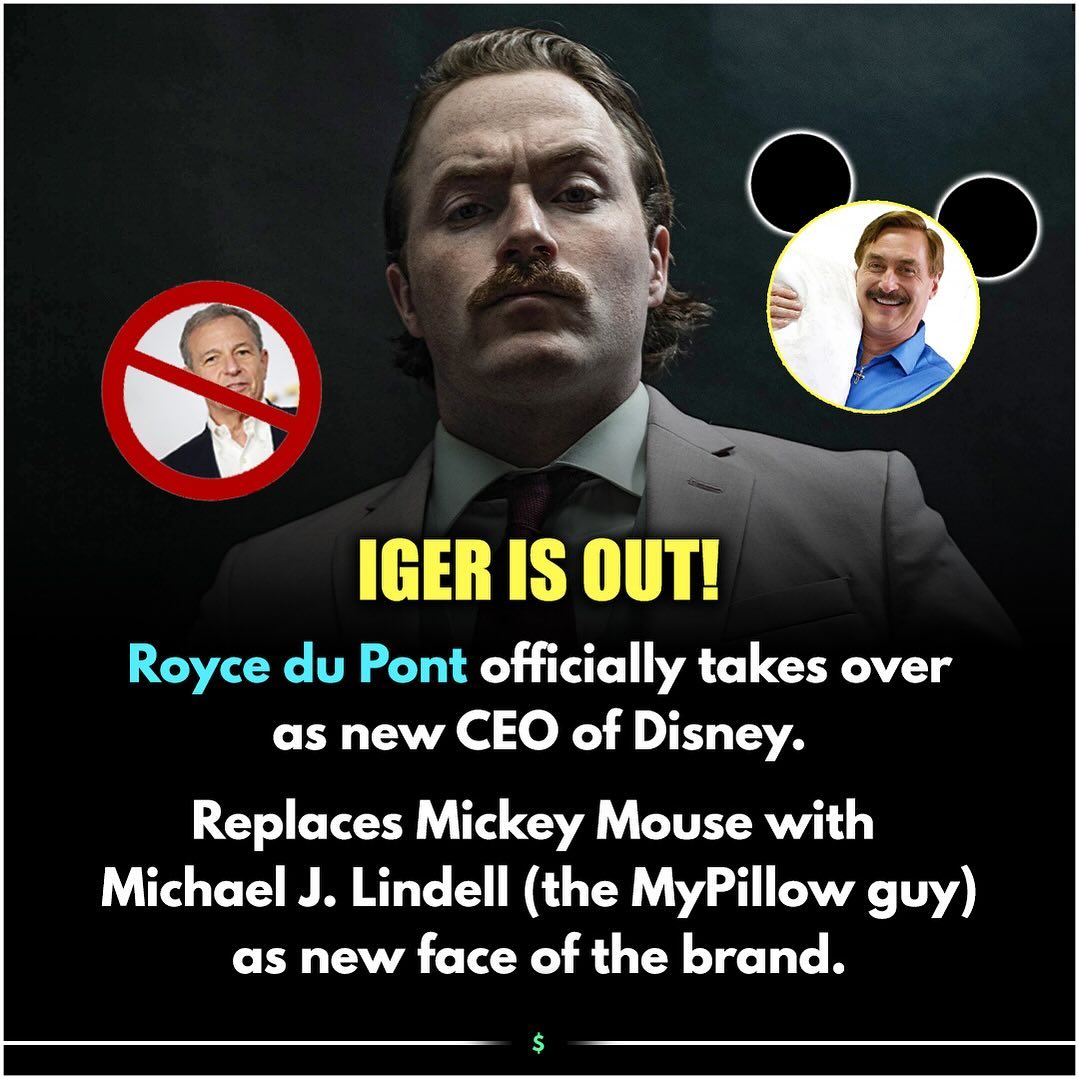 IGER IS OUT!
Royce du Pont officially takes over
as new CEO of Disney.
Replaces Mickey Mouse with
Michael J. Lindell (the MyPillow guy)
as new face of the brand.
$